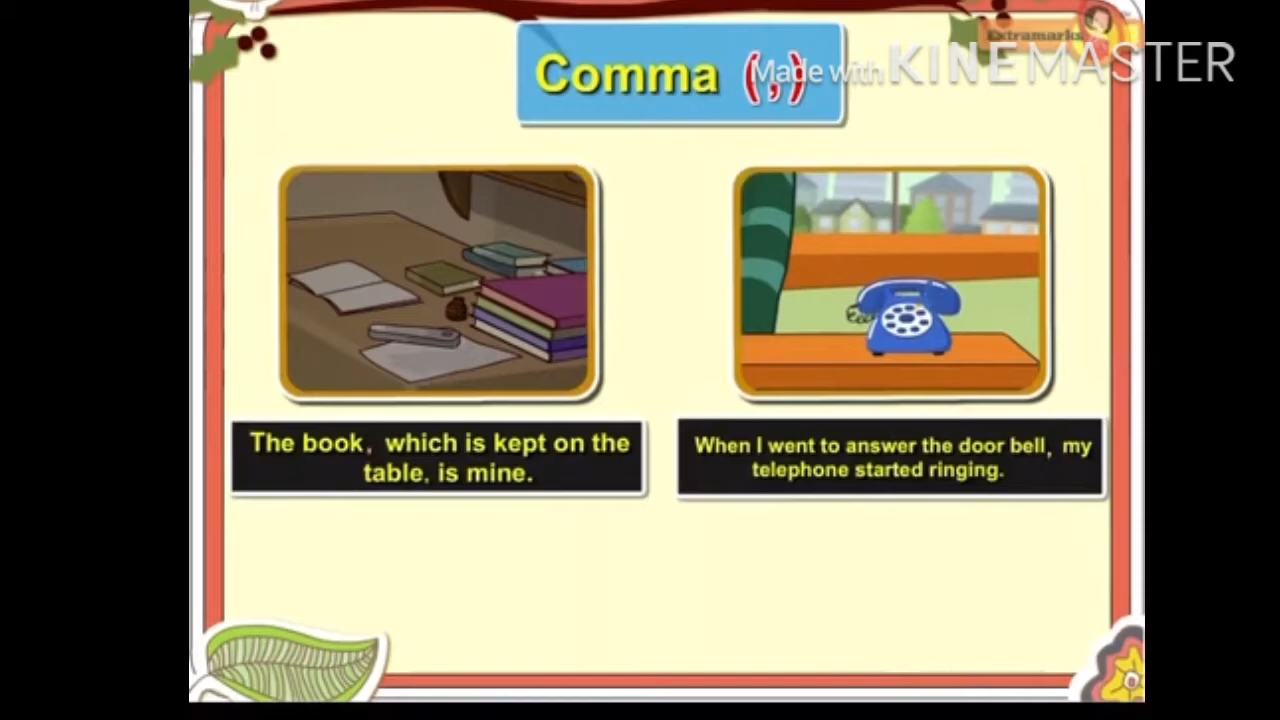 Extramarks
Made with KINEMASTER
Comma (,)
The book, which is kept on the
table, is mine.
When I went to answer the door bell, my
telephone started ringing.